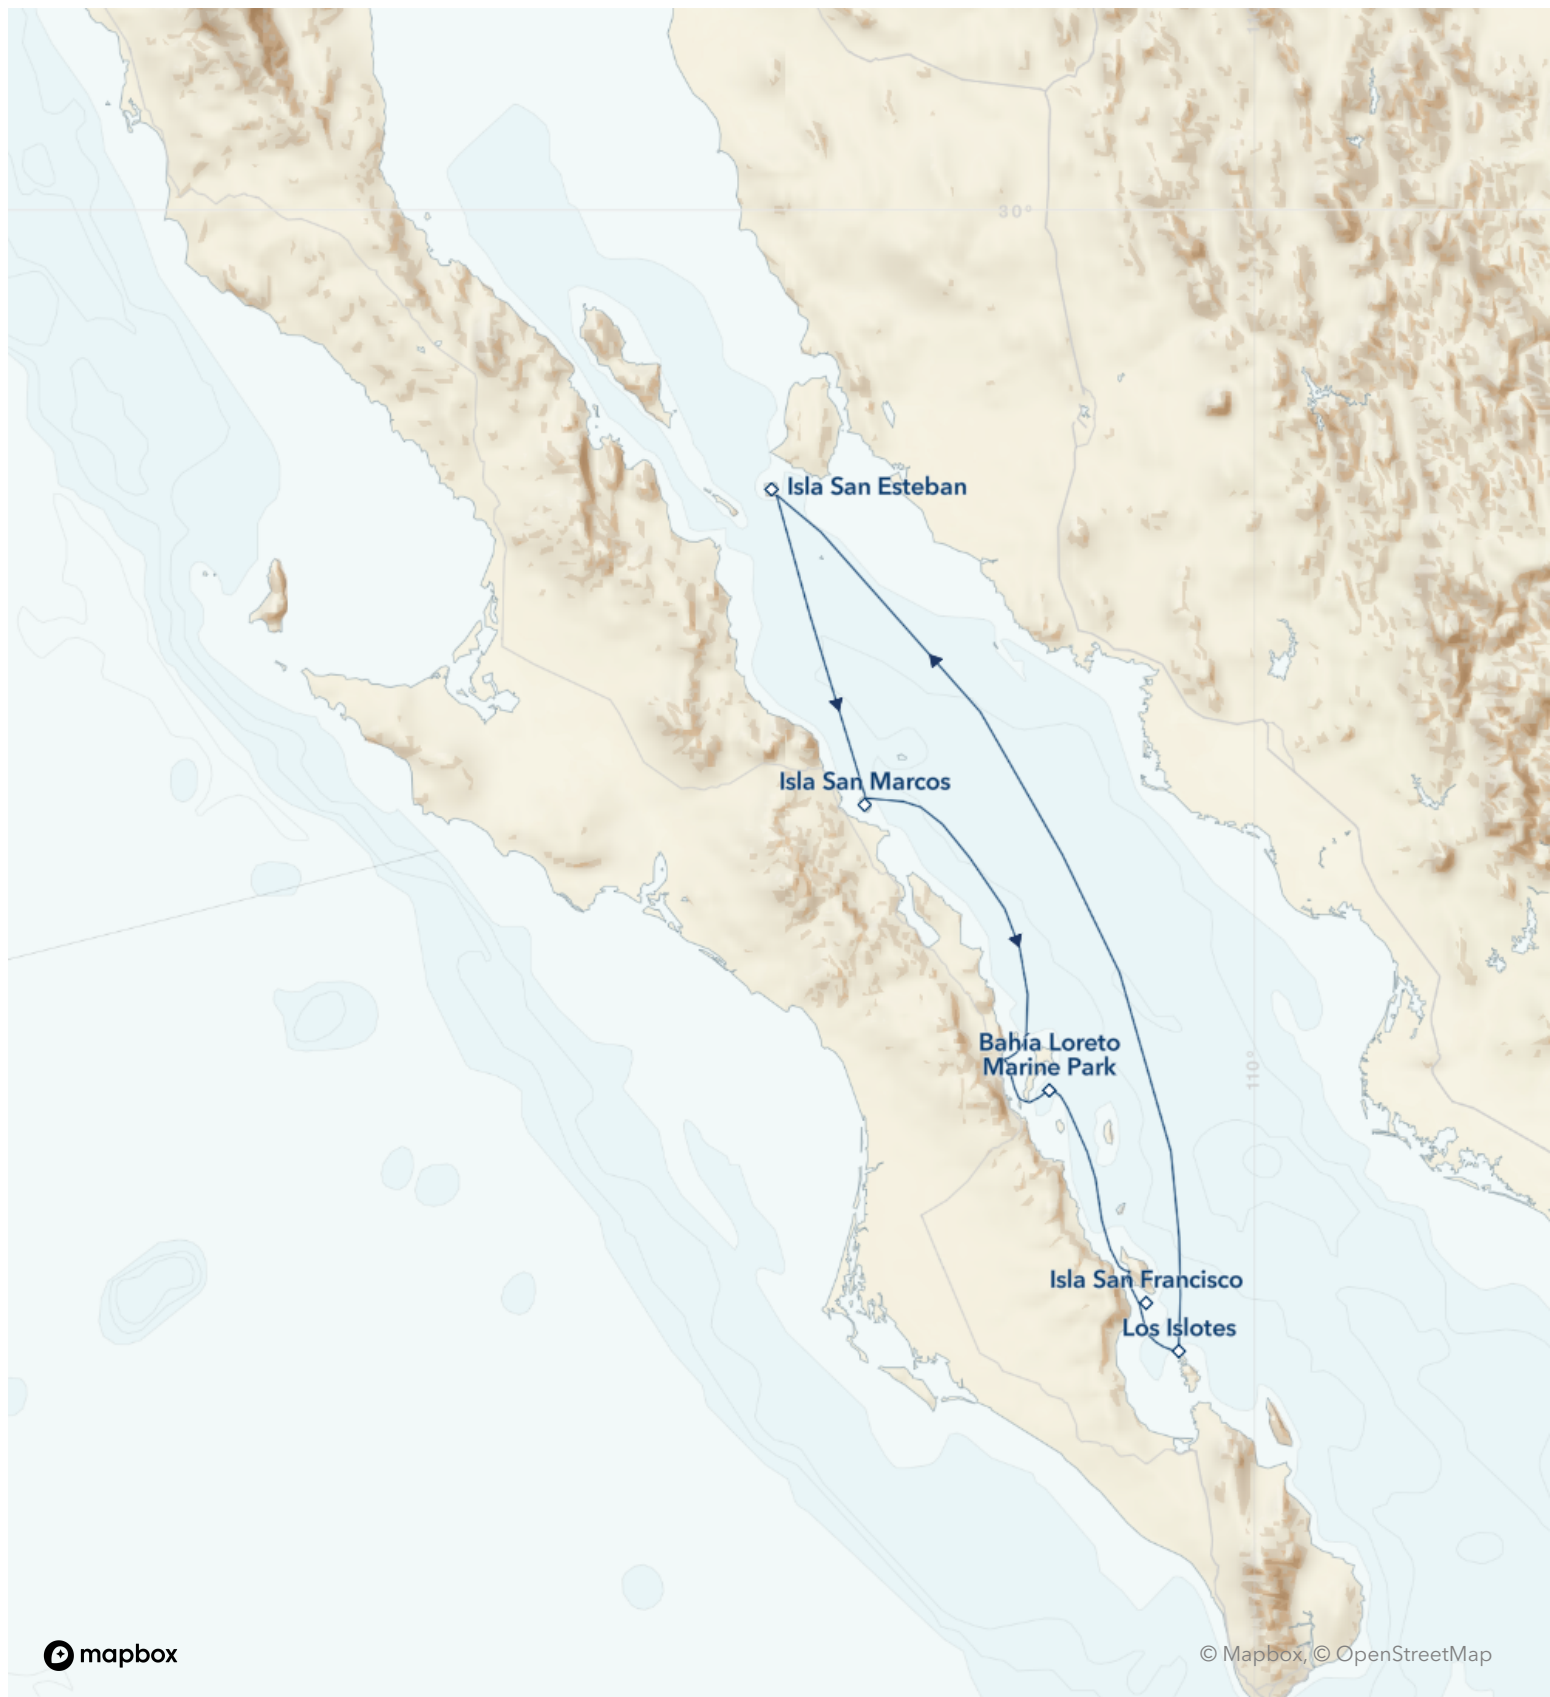 30°
Isla San Esteban
Isla San Marcos
Bahía Loreto
Marine Park
110°
Isla San Francisco
Los Islotes
mapbox
© Mapbox, © OpenStreetMap